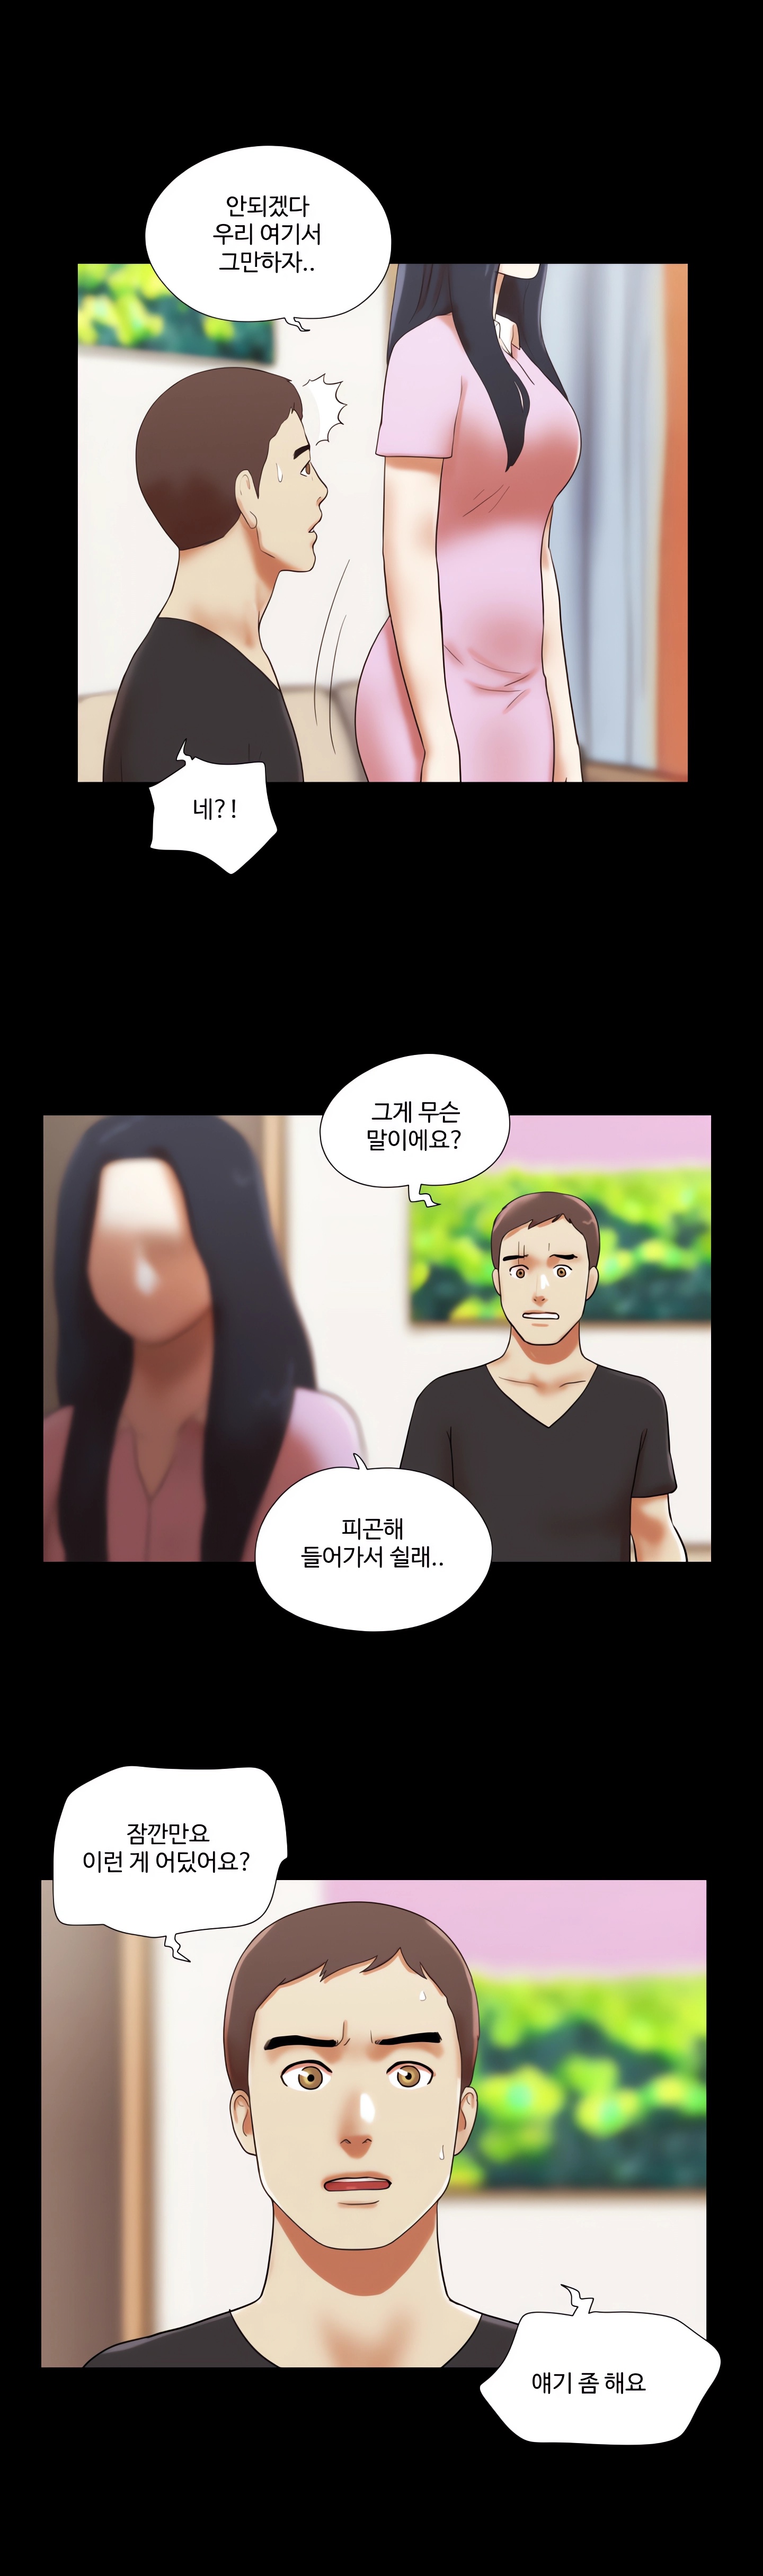 안되겠다
우리 여기서
그만하자..
네?!
그게 무슨
말이에요?
피곤해
들어가서 쉴래..
잠깐만요
이런 게 어딨어요?
얘기 좀 해요